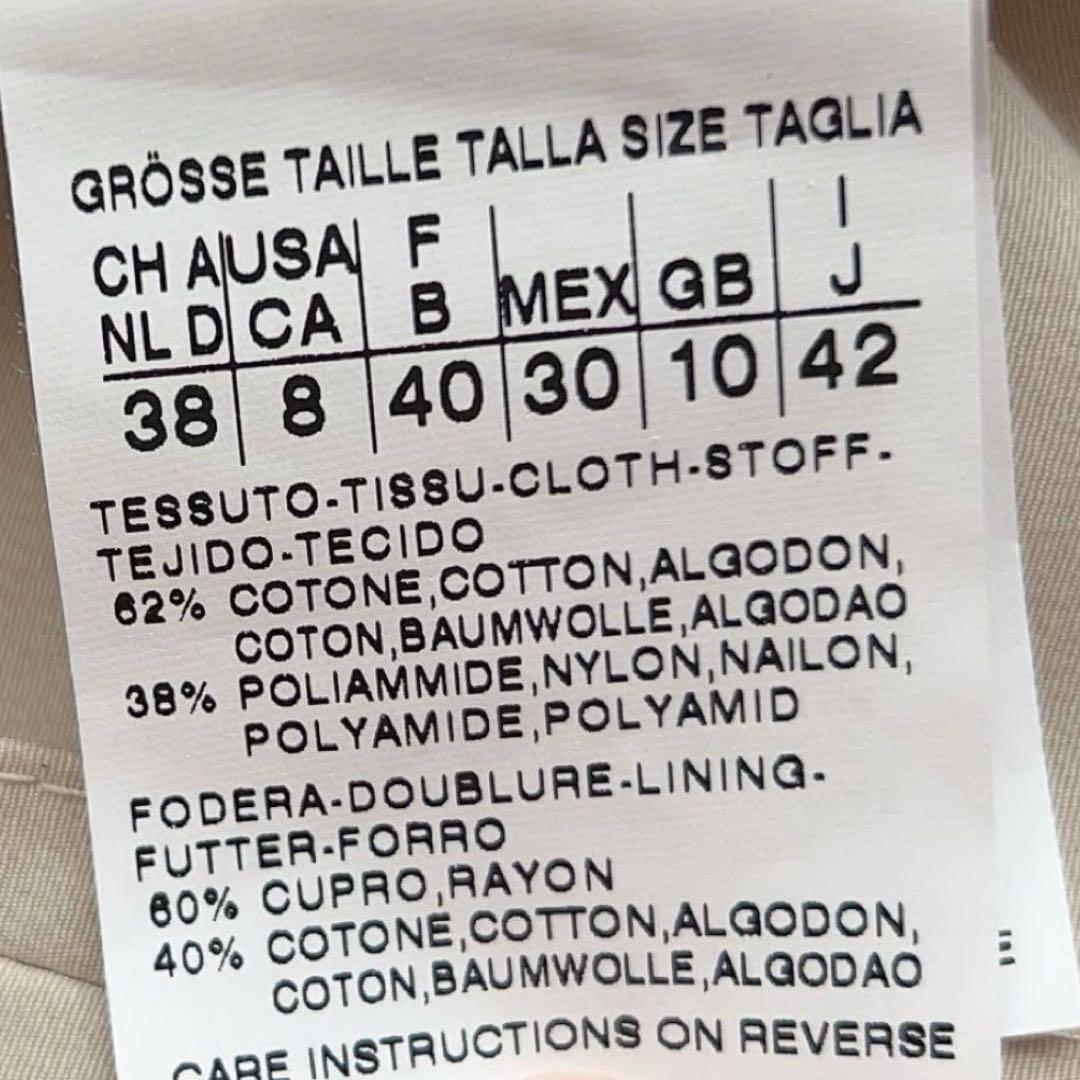 GRÖSSE TAILLE TALLA SIZE TAGLIA
CH A USA F MEX GB I
NL D CA B J
38 8 40 30 10 42
TESSUTO-TISSU-CLOTH-STOFF-
TEJIDO-TECIDO
62% COTONE,COTTON,ALGODON,
COTON,BAUMWOLLE,ALGODAO
38% POLIAMMIDE,NYLON,NAILON,
POLYAMIDE,POLYAMID
FODERA-DOUBLURE-LINING-
FUTTER-FORRO
60% CUPRO,RAYON
40% COTONE,COTTON,ALGODON,
COTON,BAUMWOLLE,ALGODAO
CARE INSTRUCTIONS ON REVERSE